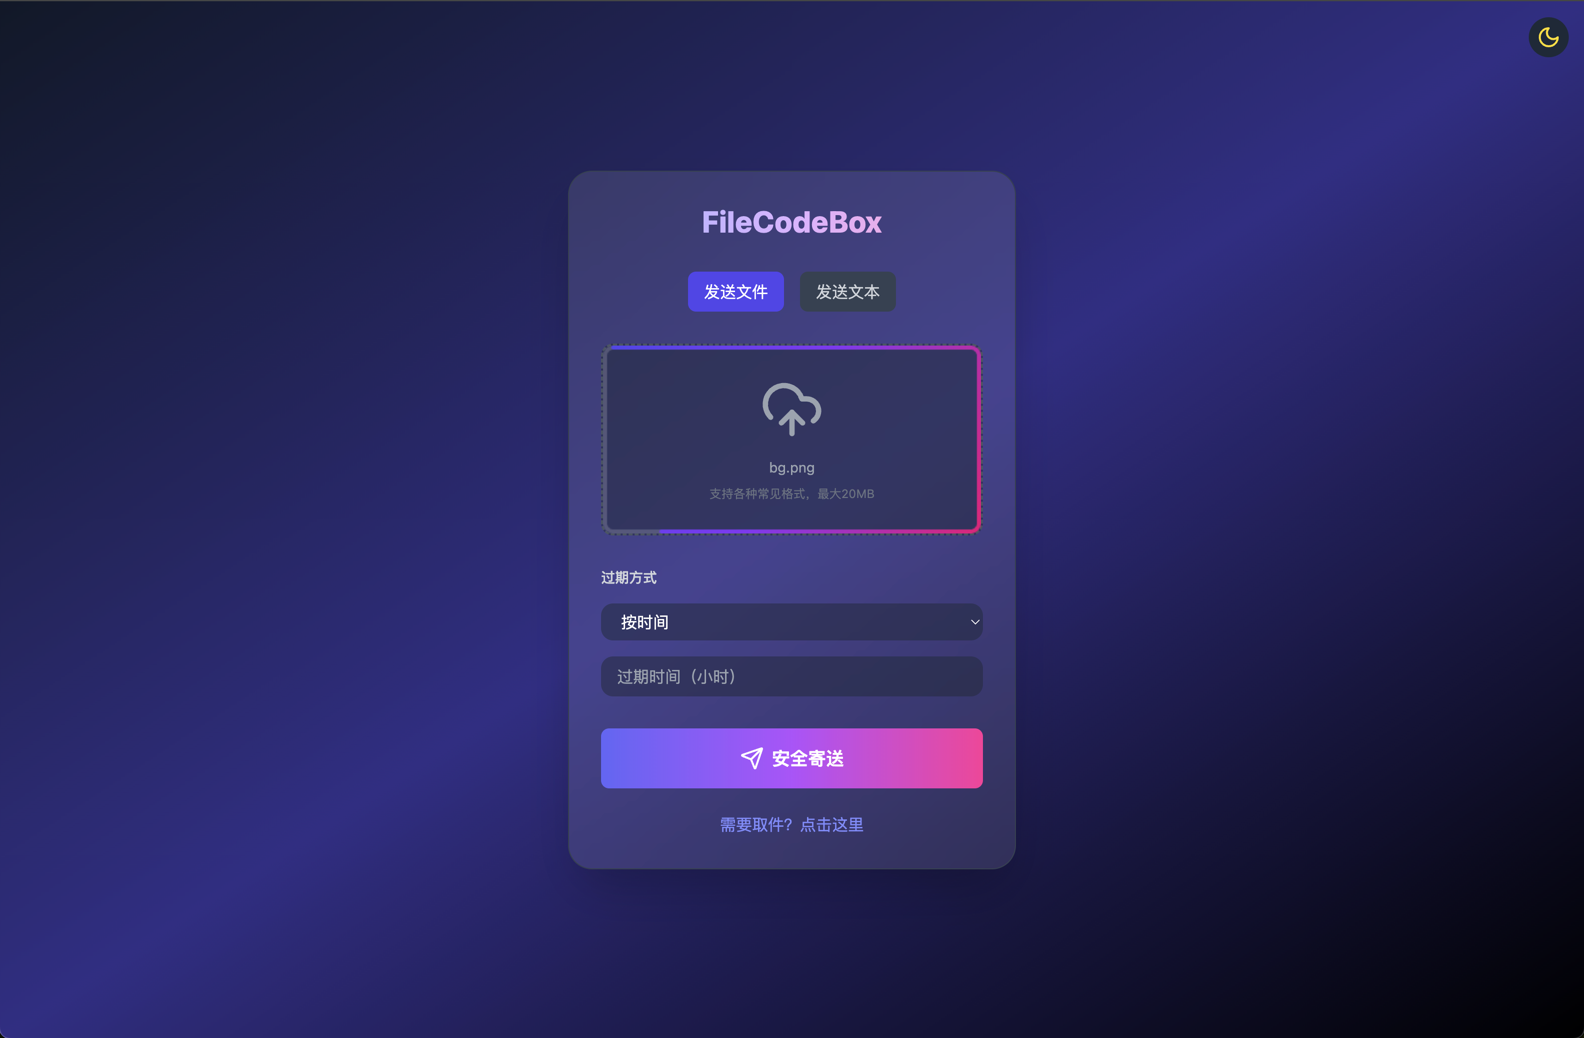 FileCodeBox
发送文件
发送文本
bg.png
支持各种常见格式，最大20MB
过期方式
按时间
过期时间（小时）
安全寄送
需要取件？点击这里